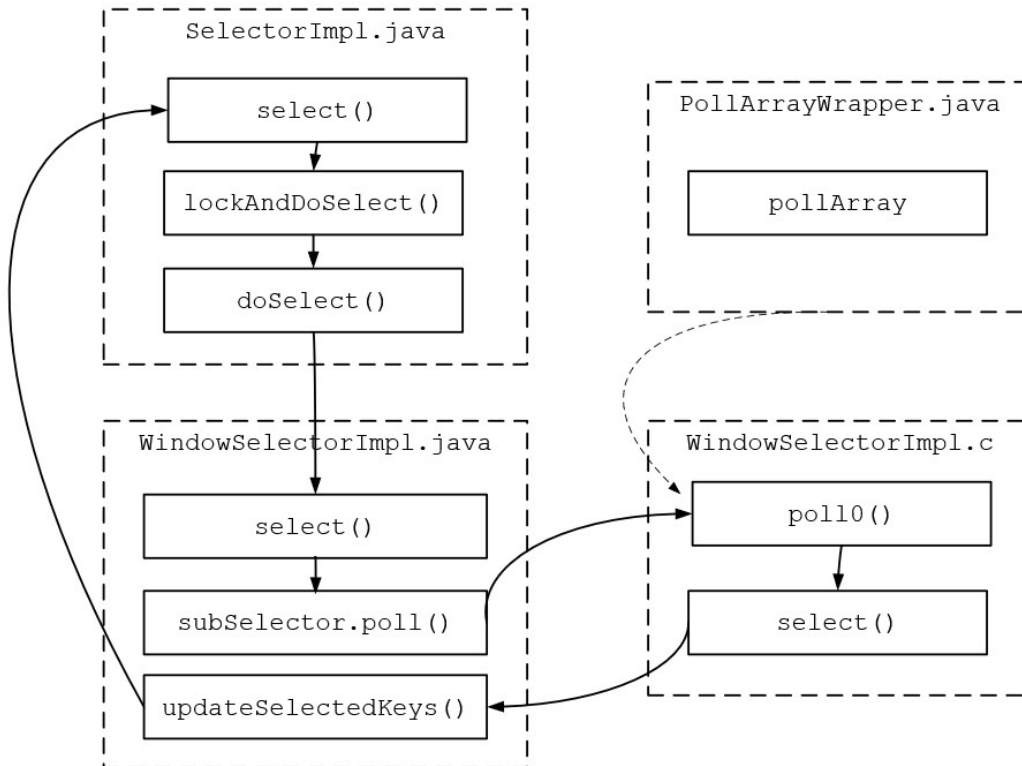 SelectorImpl.java
select()
lockAndDoSelect()
doSelect()
PollArrayWrapper.java
pollArray
WindowSelectorImpl.java
select()
subSelector.poll()
updateSelectedKeys()
WindowSelectorImpl.c
poll0()
select()